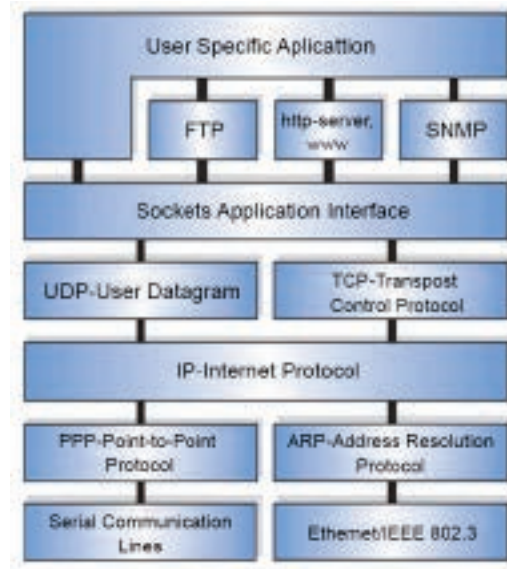 User Specific Aplicattion
FTP
http-server,
www
SNMP
Sockets Application Interface
UDP-User Datagram
TCP-Transpost
Control Protocol
IP-Internet Protocol
PPP-Point-to-Point
Protocol
ARP-Address Resolution
Protocol
Serial Communication
Lines
Ethernet/IEEE 802.3